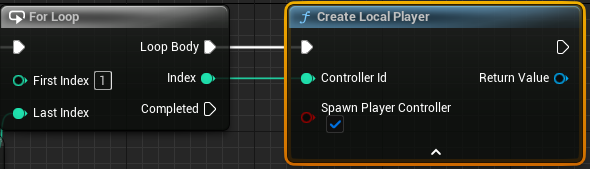 For Loop
Loop Body
First Index 1
Index
Last Index
Completed
Create Local Player
Controller Id
Return Value
Spawn Player Controller